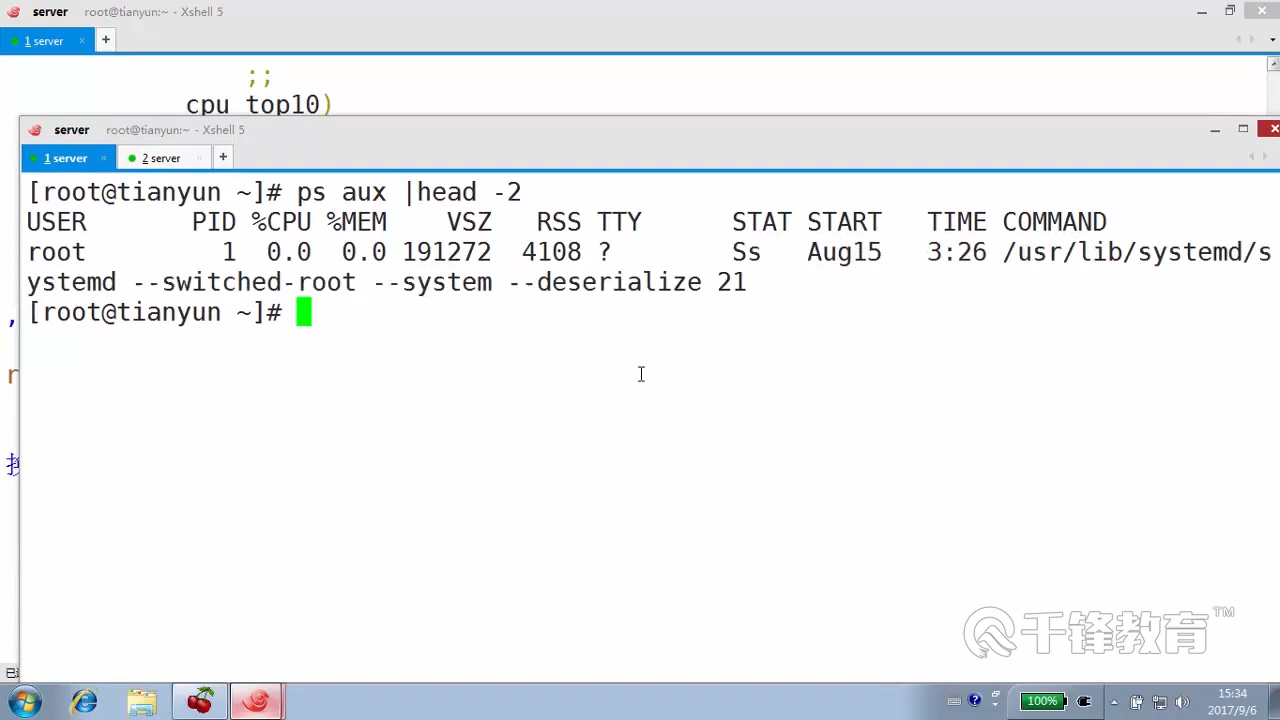 server root@tianyun:~ - Xshell 5
1 server
;;
cpu top10)
server root@tianyun:~ - Xshell 5
1 server 2 server
[root@tianyun ~]# ps aux |head -2
USER PID %CPU %MEM VSZ RSS TTY STAT START TIME COMMAND
root 1 0.0 0.0 191272 4108 ? Ss Aug15 3:26 /usr/lib/systemd/s
ystemd --switched-root --system --deserialize 21
[root@tianyun ~]#
千锋教育™
100%
15:34
2017/9/6